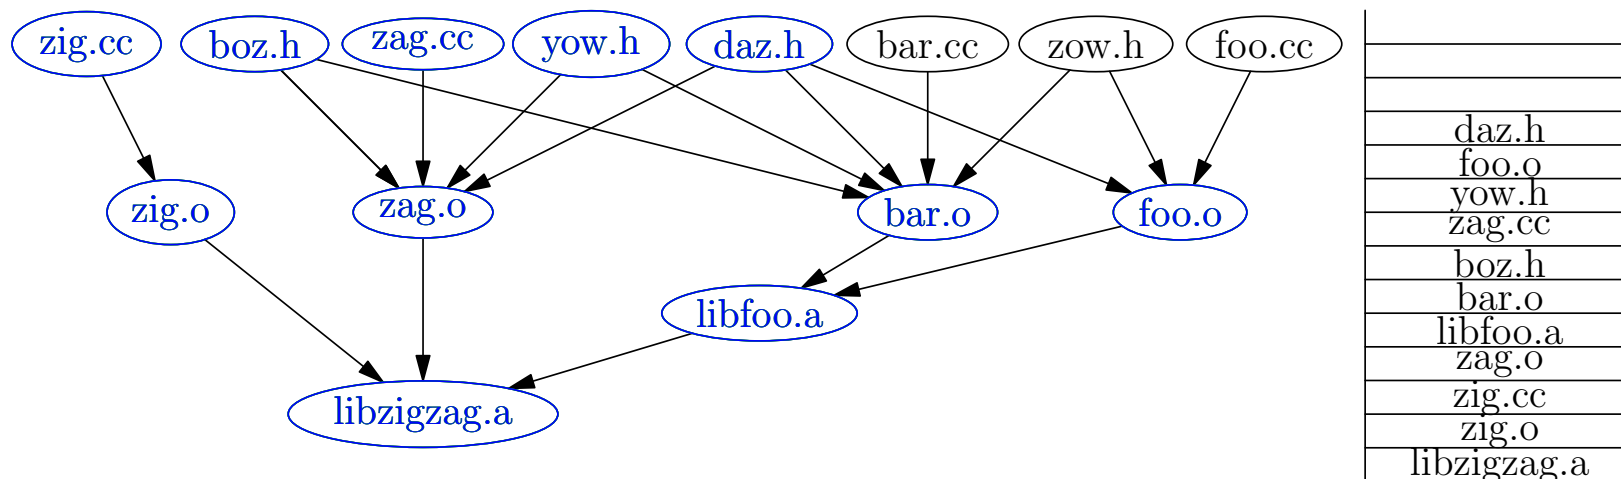 zig.cc boz.h zag.cc yow.h daz.h bar.cc zow.h foo.cc
zig.o zag.o bar.o foo.o
libfoo.a
libzigzag.a
daz.h
foo.o
yow.h
zag.cc
boz.h
bar.o
libfoo.a
zag.o
zig.cc
zig.o
libzigzag.a